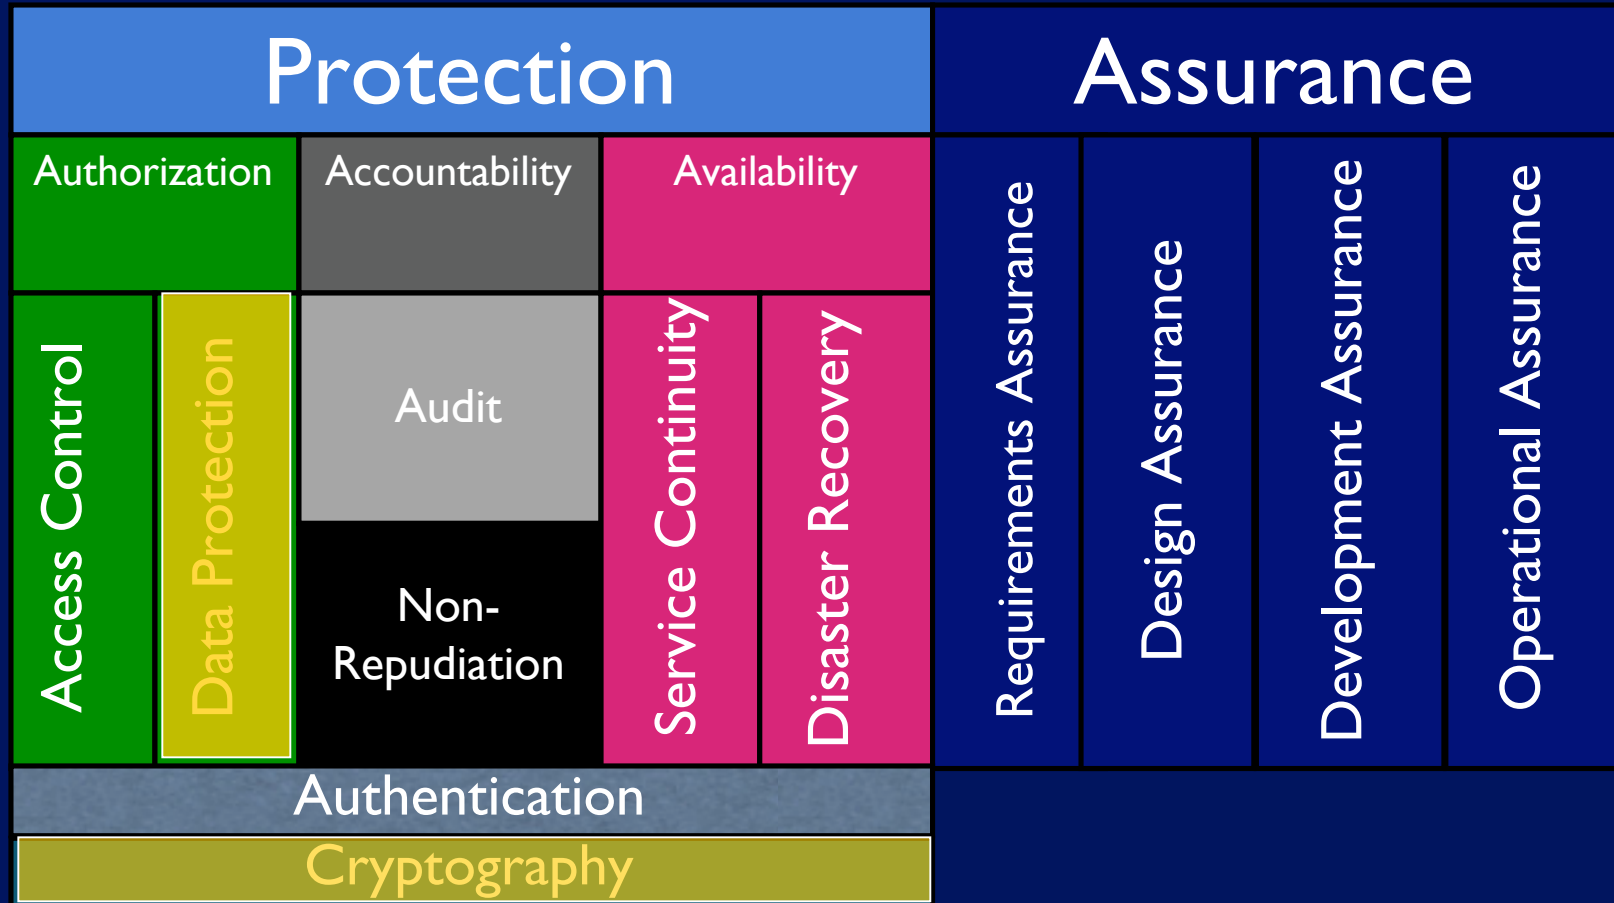 Protection
Assurance
Authorization
Accountability
Availability
Access Control
Data Protection
Audit
Non-
Repudiation
Service Continuity
Disaster Recovery
Requirements Assurance
Design Assurance
Development Assurance
Operational Assurance
Authentication
Cryptography